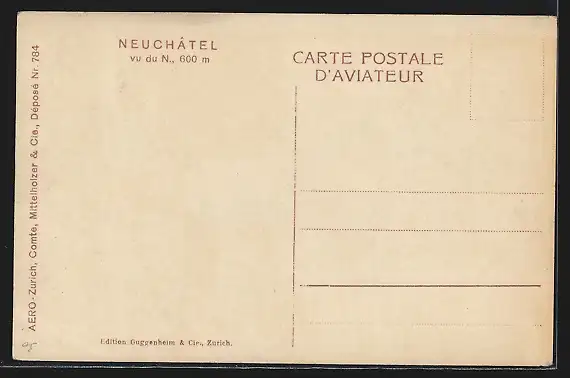 NEUCHÂTEL
vu du N., 600 m
CARTE POSTALE
D'AVIATEUR
AERO-Zurich, Comte, Mittelholzer & Cie., Déposé Nr. 784
Edition Guggenheim & Cie., Zurich.